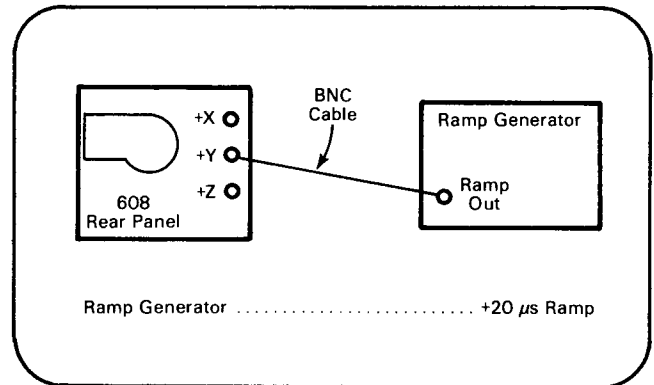 +X
+Y
+Z
608
Rear Panel
BNC
Cable
Ramp Generator
Ramp
Out
Ramp Generator ........................ +20 µs Ramp